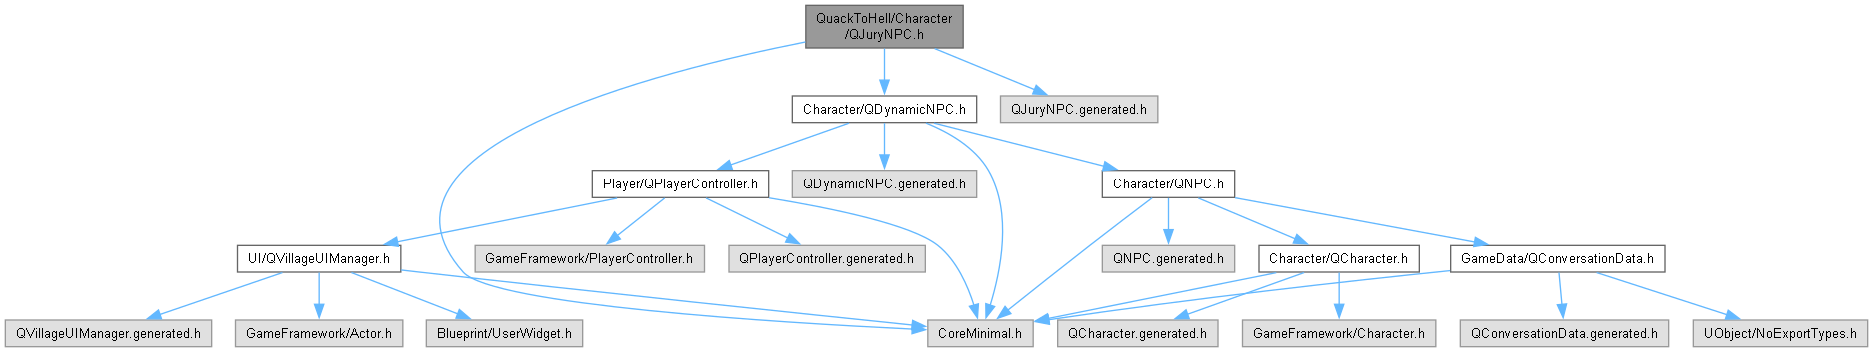 QuackToHell/Character
/QJuryNPC.h
Character/QDynamicNPC.h
QJuryNPC.generated.h
Player/QPlayerController.h
QDynamicNPC.generated.h
Character/QNPC.h
UI/QVillageUIManager.h
GameFramework/PlayerController.h
QPlayerController.generated.h
QNPC.generated.h
Character/QCharacter.h
GameData/QConversationData.h
QVillageUIManager.generated.h
GameFramework/Actor.h
Blueprint/UserWidget.h
CoreMinimal.h
QCharacter.generated.h
GameFramework/Character.h
QConversationData.generated.h
UObject/NoExportTypes.h